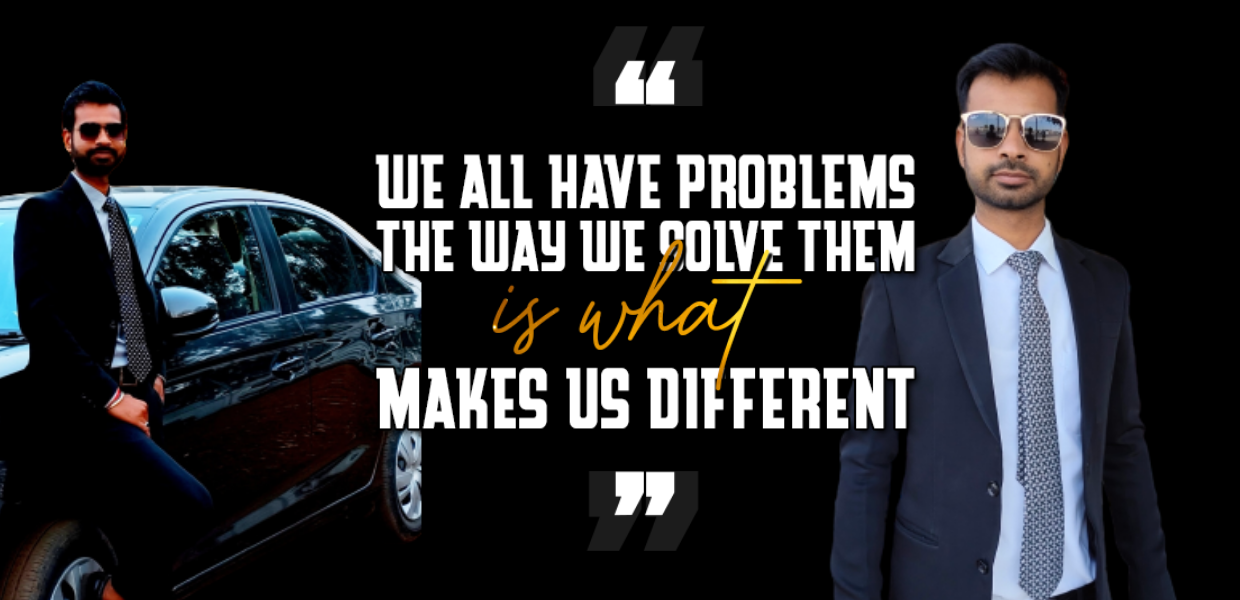 “
WE ALL HAVE PROBLEMS
THE WAY WE SOLVE THEM
is what
MAKES US DIFFERENT
”